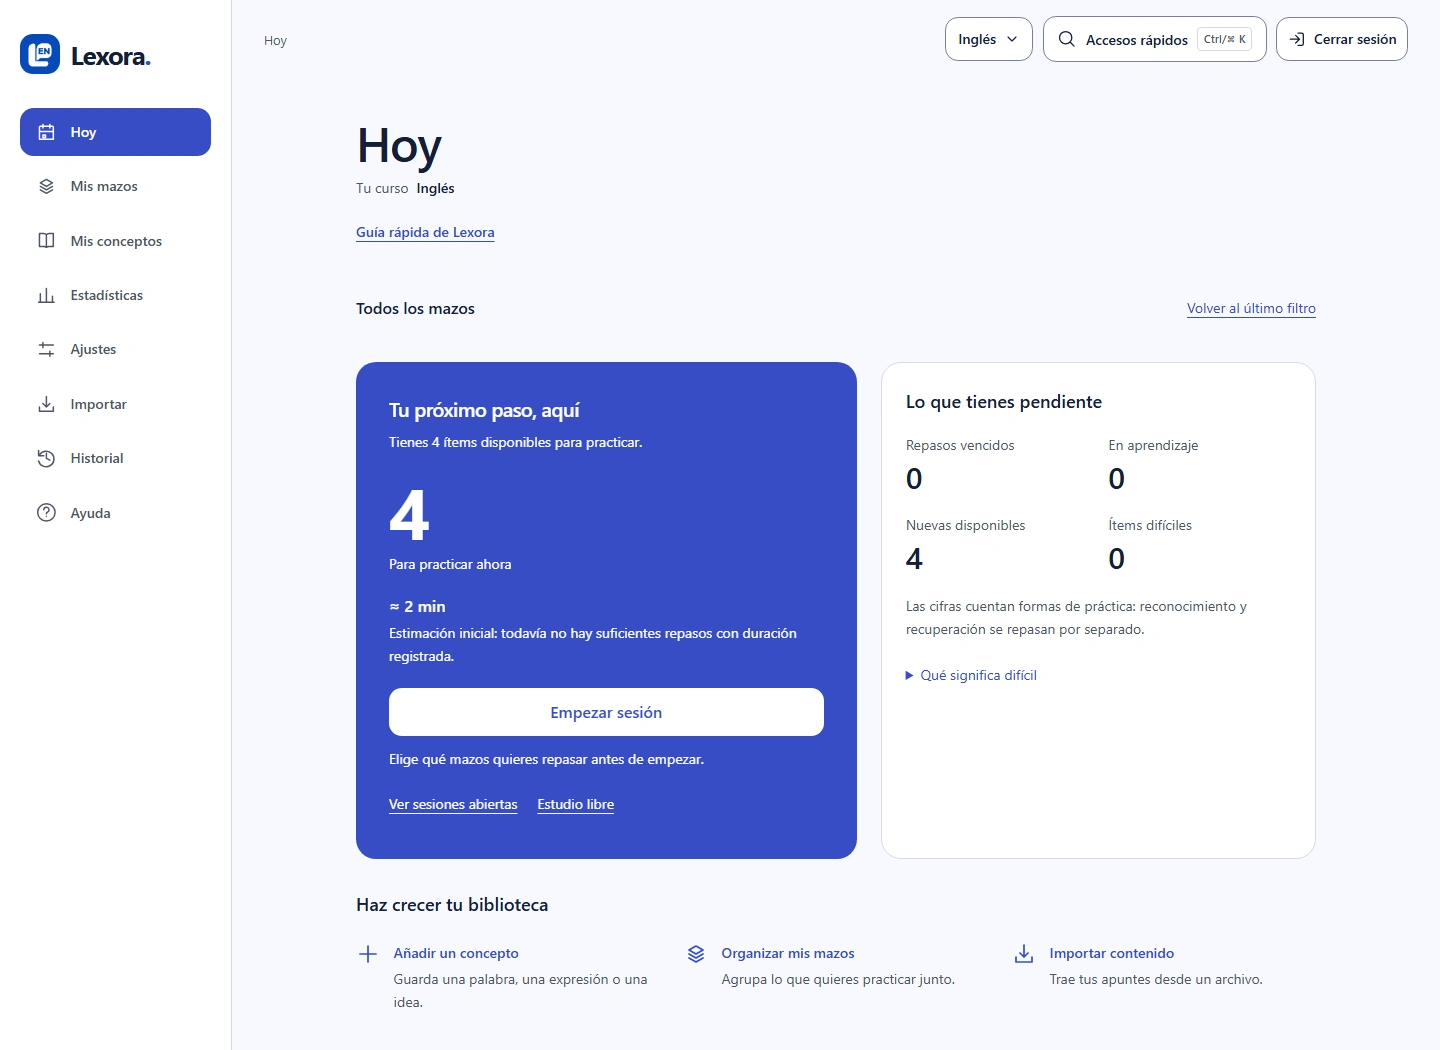 EN
Lexora.
Hoy
Mis mazos
Mis conceptos
Estadísticas
Ajustes
Importar
Historial
Ayuda
Hoy
Inglés
Accesos rápidos
Ctrl/⌘ K
Cerrar sesión
Hoy
Tu curso Inglés
Guía rápida de Lexora
Todos los mazos
Volver al último filtro
Tu próximo paso, aquí
Tienes 4 ítems disponibles para practicar.
4
Para practicar ahora
≈ 2 min
Estimación inicial: todavía no hay suficientes repasos con duración
registrada.
Empezar sesión
Elige qué mazos quieres repasar antes de empezar.
Ver sesiones abiertas
Estudio libre
Lo que tienes pendiente
Repasos vencidos
0
En aprendizaje
0
Nuevas disponibles
4
Ítems difíciles
0
Las cifras cuentan formas de práctica: reconocimiento y
recuperación se repasan por separado.
Qué significa difícil
Haz crecer tu biblioteca
Añadir un concepto
Guarda una palabra, una expresión o una
idea.
Organizar mis mazos
Agrupa lo que quieres practicar junto.
Importar contenido
Trae tus apuntes desde un archivo.